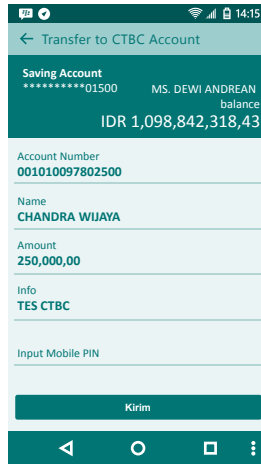 14:15
← Transfer to CTBC Account
Saving Account
**********01500
MS. DEWI ANDREAN
balance
IDR 1,098,842,318,43
Account Number
001010097802500
Name
CHANDRA WIJAYA
Amount
250,000,00
Info
TES CTBC
Input Mobile PIN
Kirim